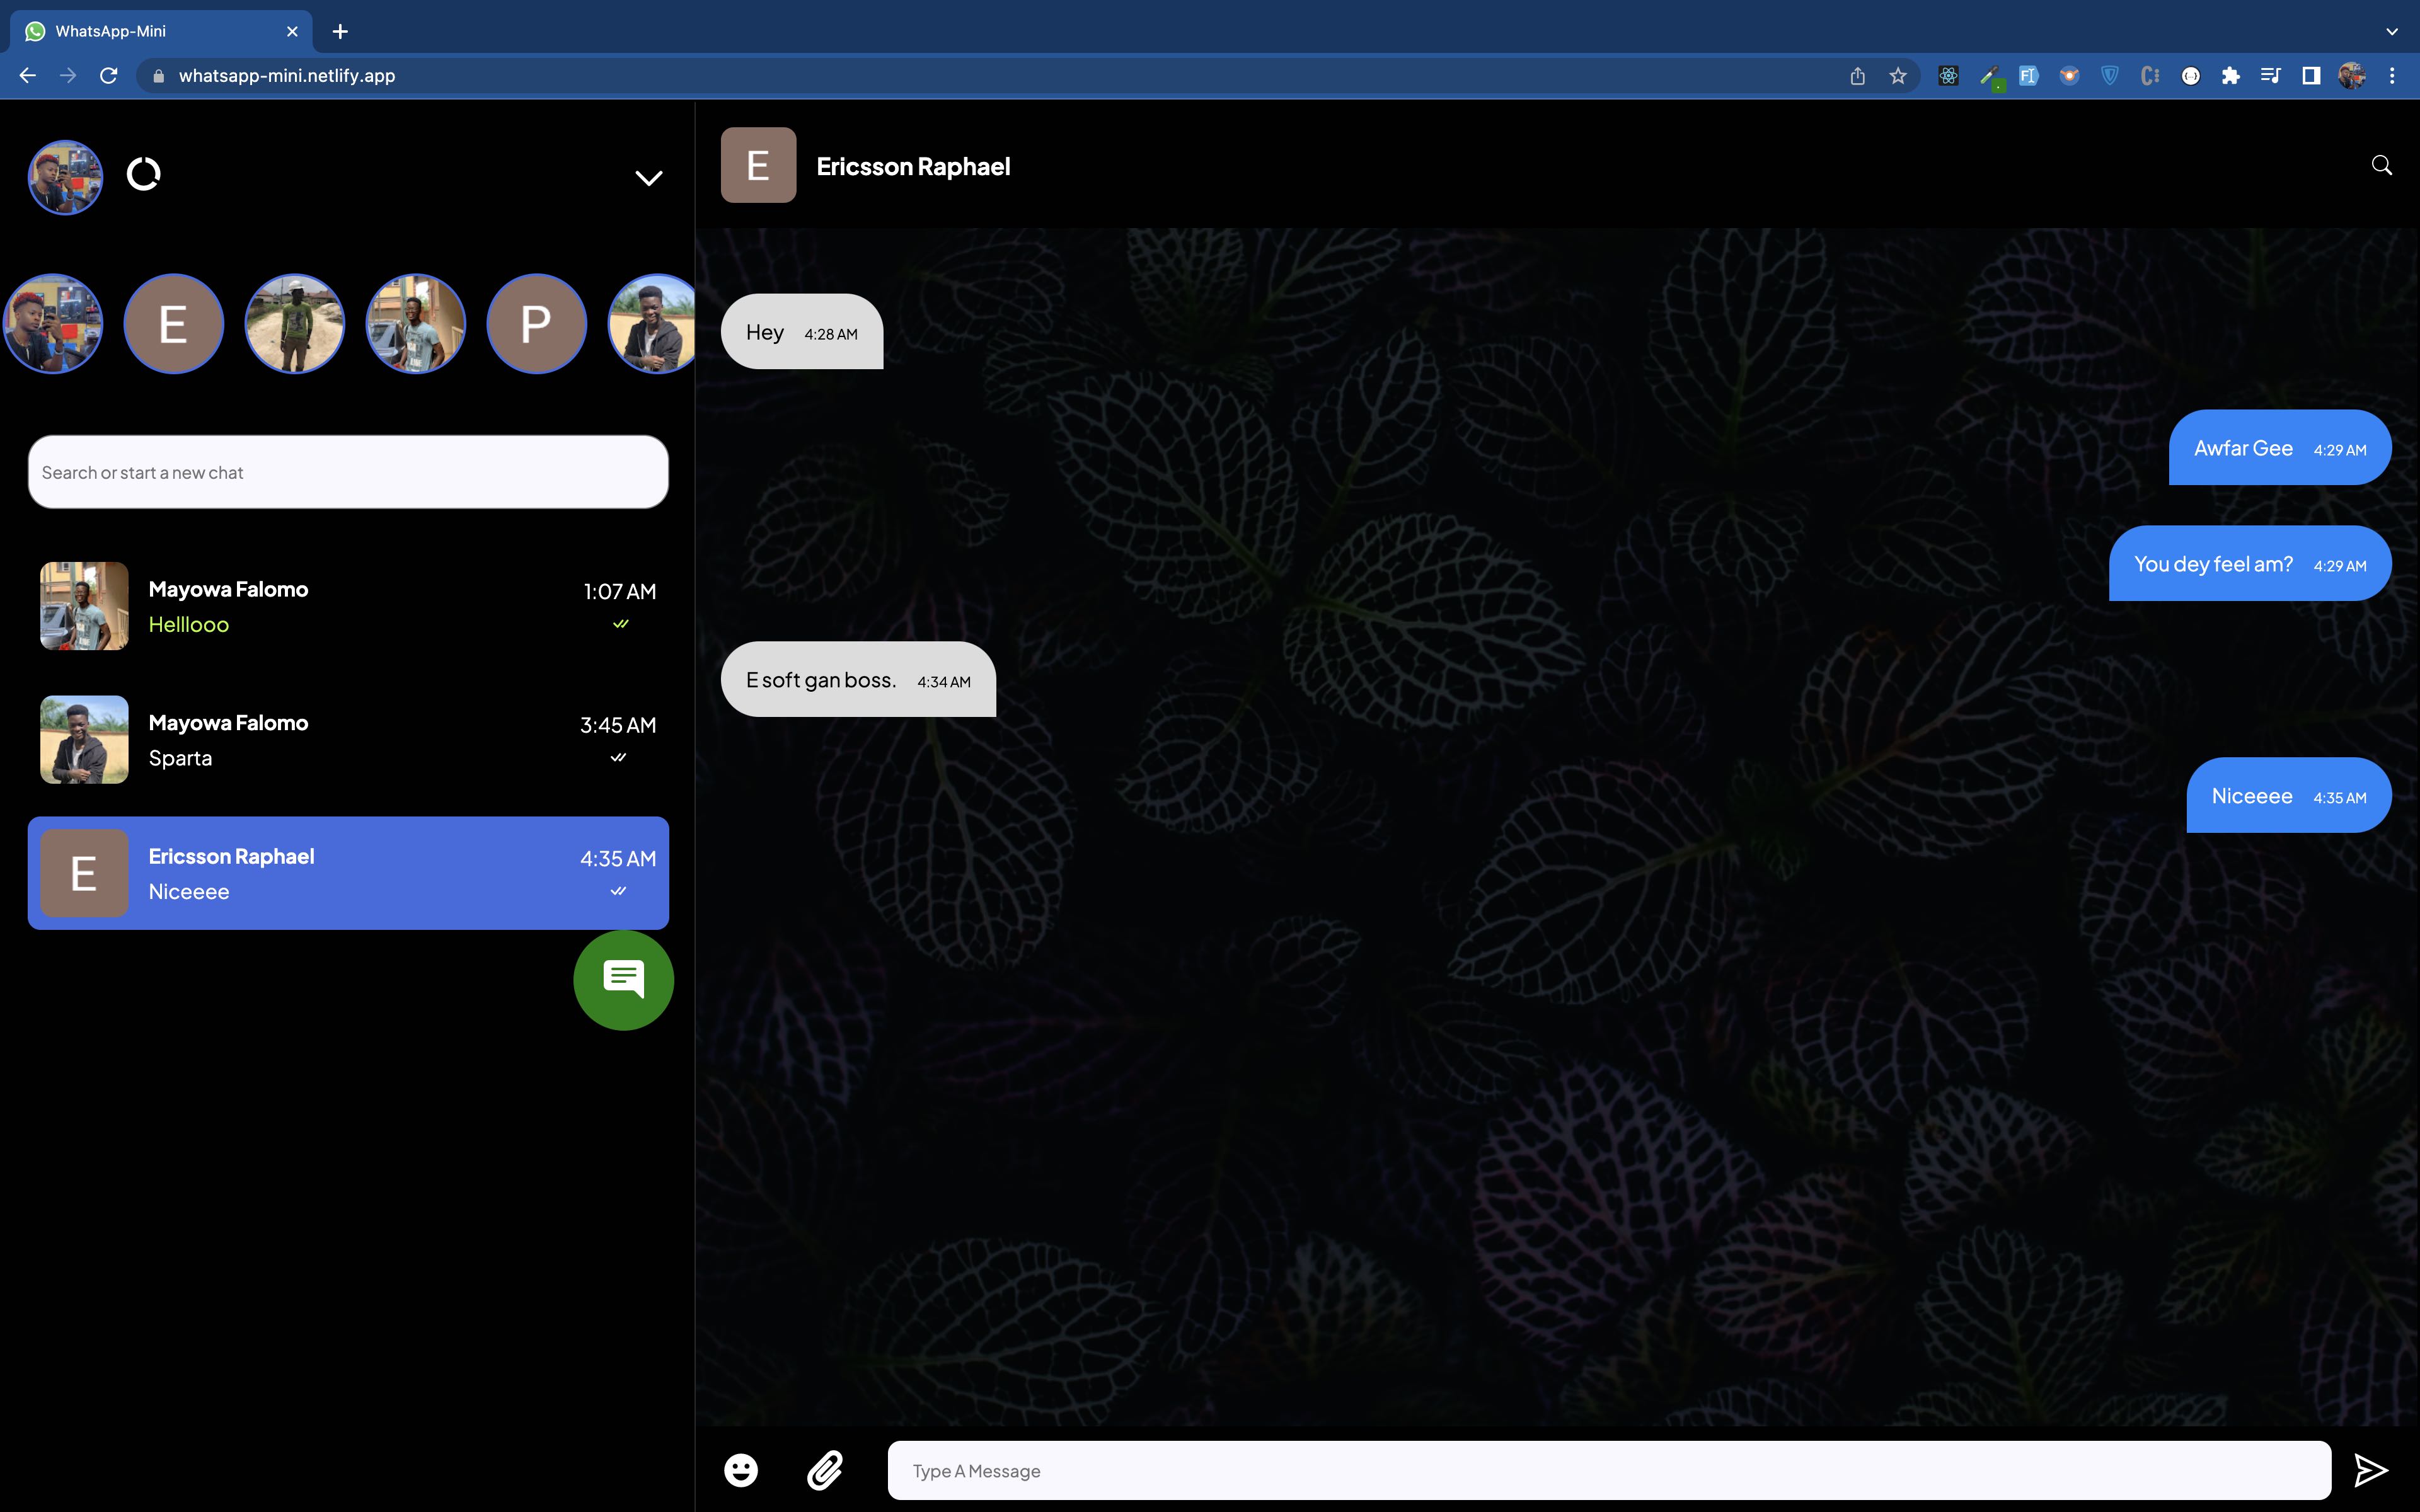 WhatsApp-Mini
whatsapp-mini.netlify.app
E
P
Search or start a new chat
Mayowa Falomo
1:07 AM
Helllooo
Mayowa Falomo
3:45 AM
Sparta
E
Ericsson Raphael
4:35 AM
Niceeee
E
Ericsson Raphael
Hey 4:28 AM
Awfar Gee 4:29 AM
You dey feel am? 4:29 AM
E soft gan boss. 4:34 AM
Niceeee 4:35 AM
Type A Message